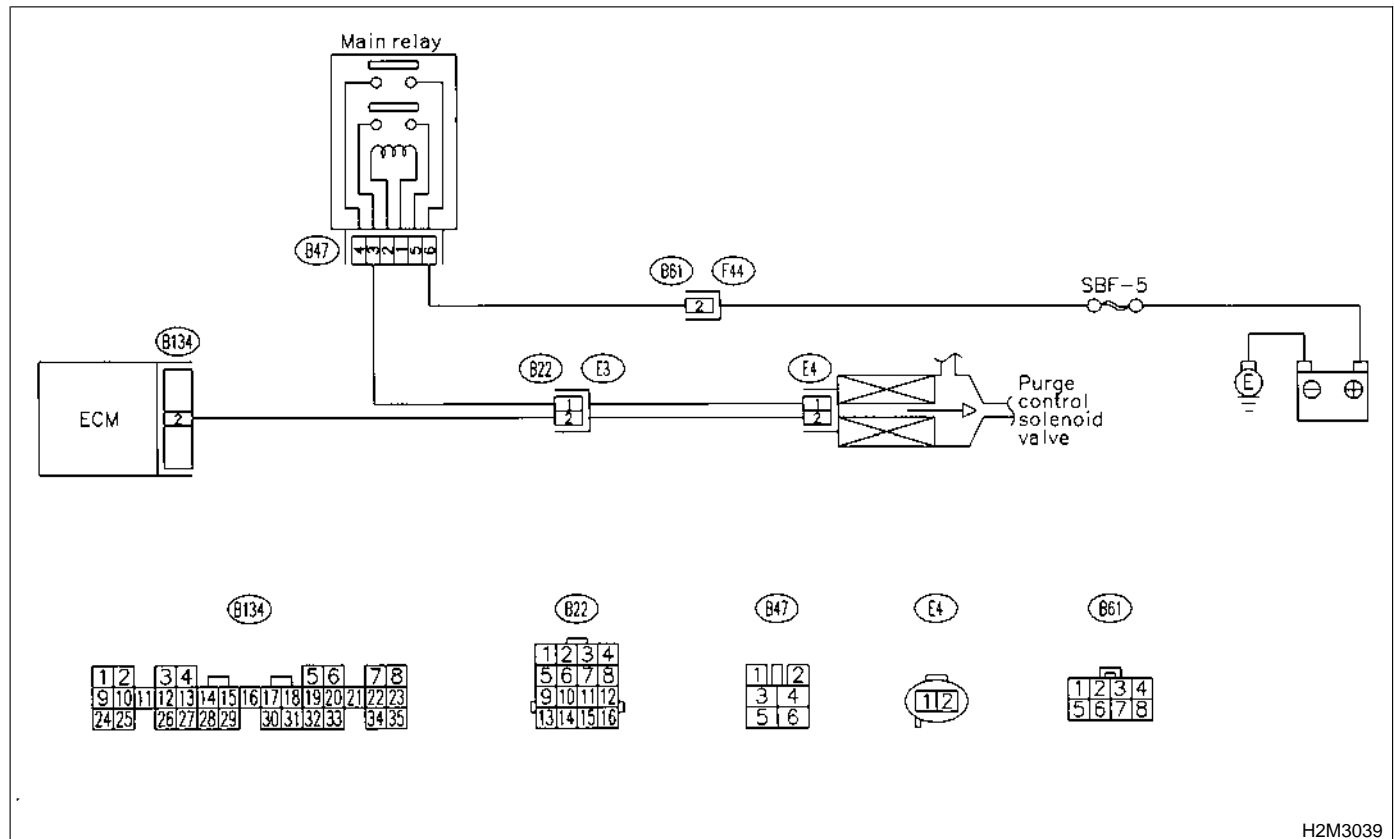 Main relay
B47
4 3 2 1 5 6
B61 F44
2
SBF-5
B134
ECM
2
B22 E3
1
2
E4
1
2
Purge
control
solenoid
valve
E
⊖ ⊕
B134
1 2 3 4 5 6 7 8
9 10 11 12 13 14 15 16 17 18 19 20 21 22 23
24 25 26 27 28 29 30 31 32 33 34 35
B22
1 2 3 4
5 6 7 8
9 10 11 12
13 14 15 16
B47
1 2
3 4
5 6
E4
1 2
B61
1 2 3 4
5 6 7 8
H2M3039